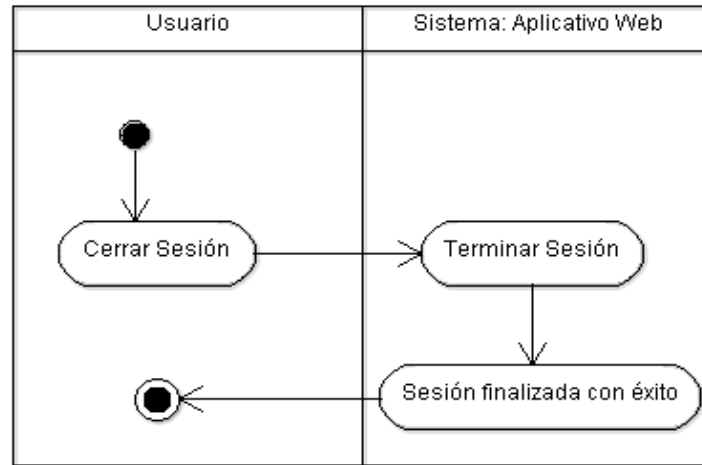 Usuario
Sistema: Aplicativo Web
Cerrar Sesión
Terminar Sesión
Sesión finalizada con éxito